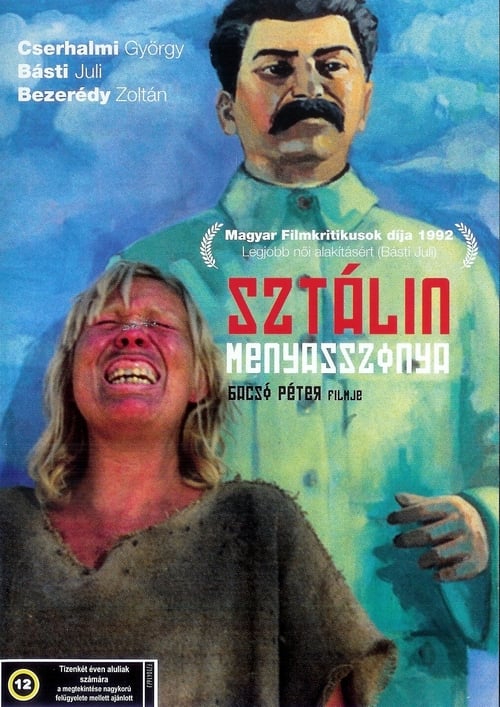 Cserhalmi György
Básti Juli
Bezerédy Zoltán
Magyar Filmkritikusok díja 1992
Legjobb női alakításért (Básti Juli)
SZTÁLIN
MENYASSZONYA
BACSÓ PÉTER FILMJE
12
Tizenkét éven aluliak
számára
a megtekintése nagykorú
felügyelete mellett ajánlott